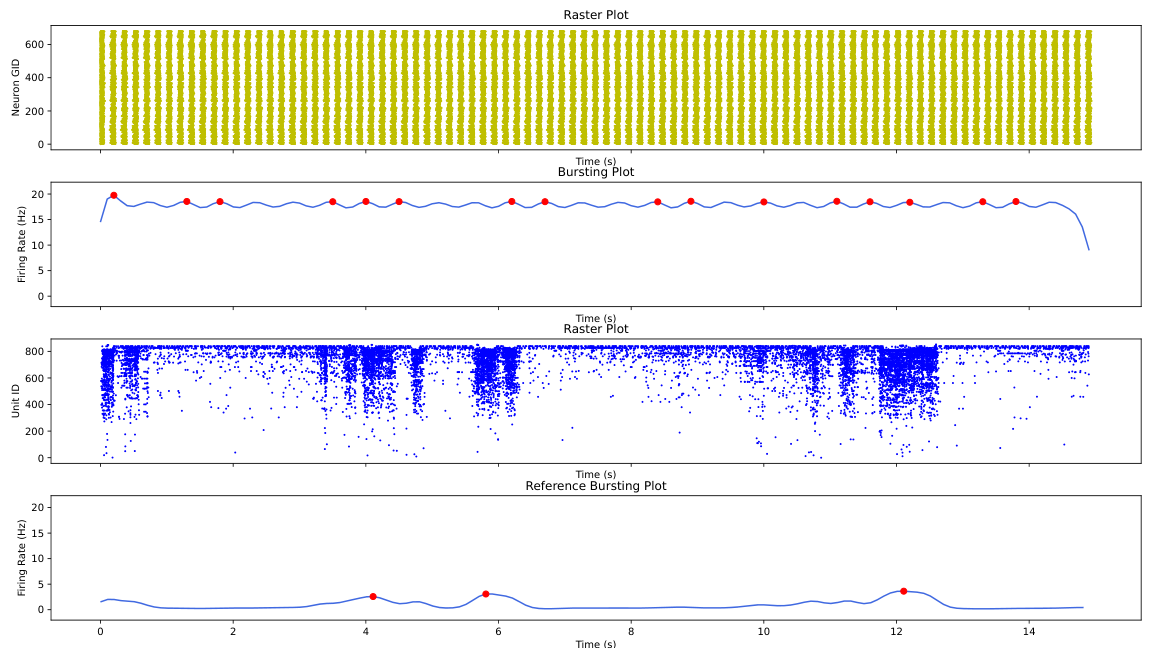 Raster Plot
600
400
200
0
Neuron GID
Time (s)
Bursting Plot
20
15
10
5
0
Firing Rate (Hz)
Time (s)
Raster Plot
800
600
400
200
0
Unit ID
Time (s)
Reference Bursting Plot
20
15
10
5
0
Firing Rate (Hz)
0 2 4 6 8 10 12 14
Time (s)